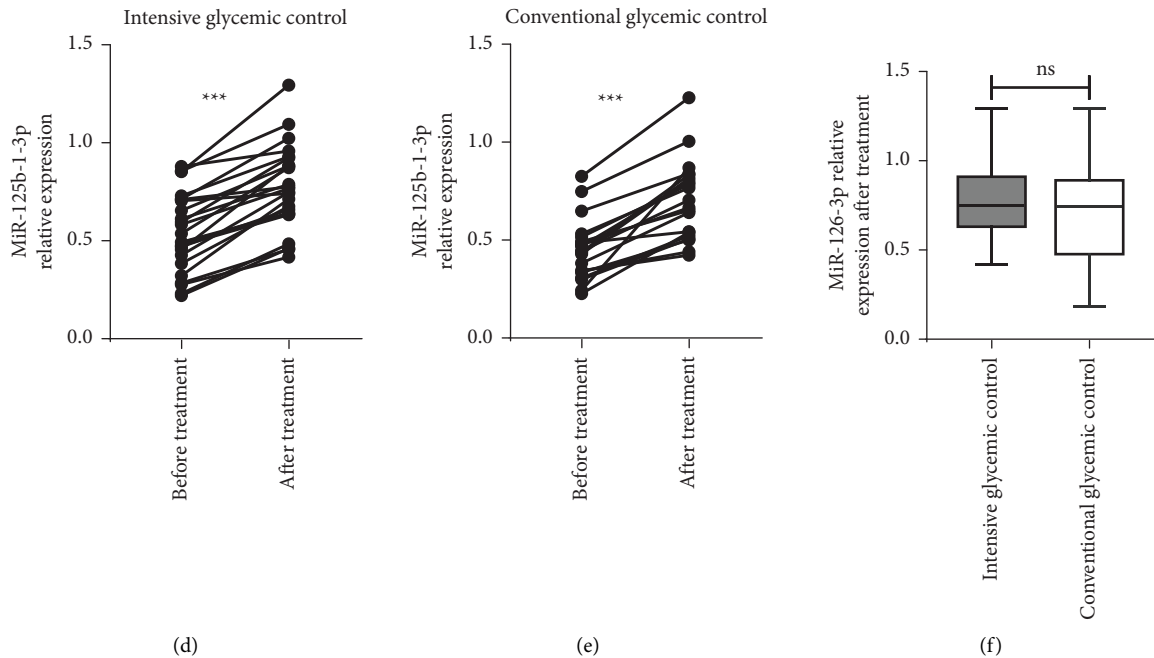 Intensive glycemic control
MiR-125b-1-3p
relative expression
1.5
1.0
0.5
0.0
***
Before treatment
After treatment
(d)
Conventional glycemic control
MiR-125b-1-3p
relative expression
1.5
1.0
0.5
0.0
***
Before treatment
After treatment
(e)
MiR-126-3p relative
expression after treatment
1.5
1.0
0.5
0.0
ns
Intensive glycemic control
Conventional glycemic control
(f)